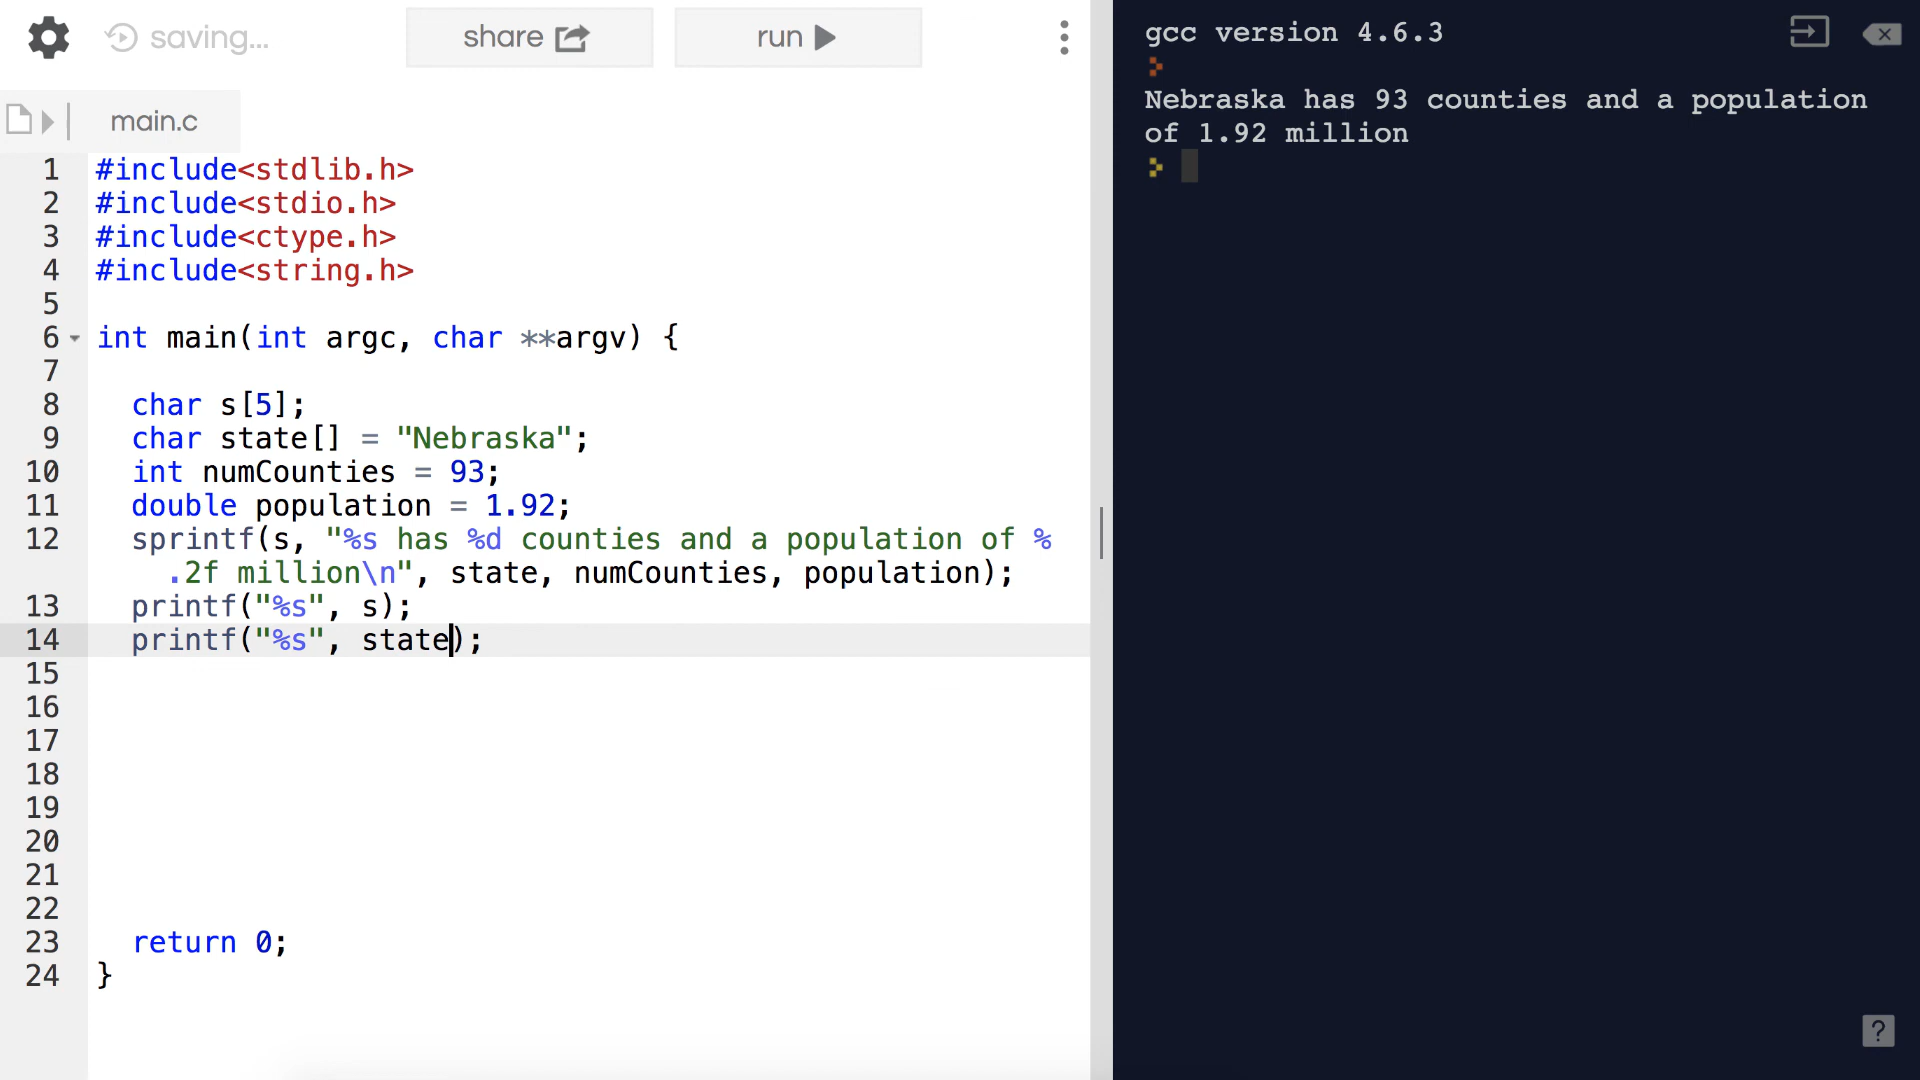 saving...
share
run
main.c
1 #include<stdlib.h>
2 #include<stdio.h>
3 #include<ctype.h>
4 #include<string.h>
5
6 int main(int argc, char **argv) {
7
8 char s[5];
9 char state[] = "Nebraska";
10 int numCounties = 93;
11 double population = 1.92;
12 sprintf(s, "%s has %d counties and a population of %
.2f million\n", state, numCounties, population);
13 printf("%s", s);
14 printf("%s", state);
15
16
17
18
19
20
21
22
23 return 0;
24 }
gcc version 4.6.3
Nebraska has 93 counties and a population
of 1.92 million
?